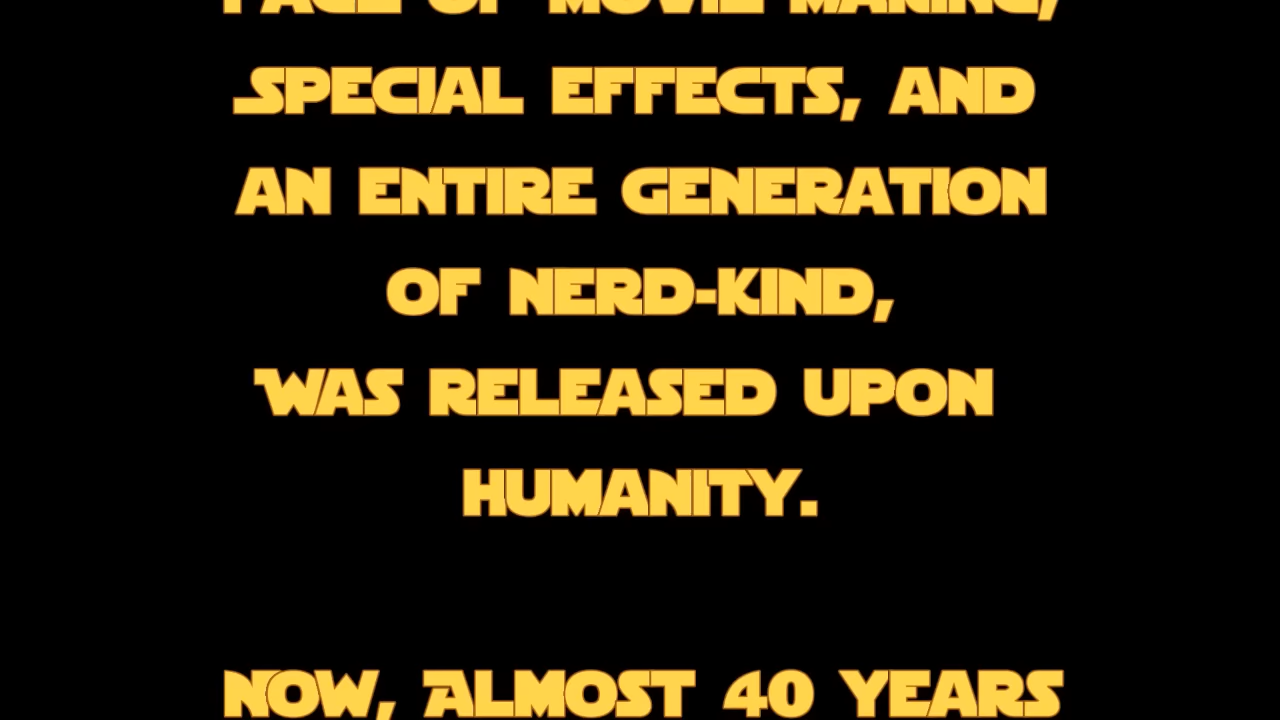 FACE OF MOVIE MAKING,
SPECIAL EFFECTS, AND
AN ENTIRE GENERATION
OF NERD-KIND,
WAS RELEASED UPON
HUMANITY.
NOW, ALMOST 40 YEARS